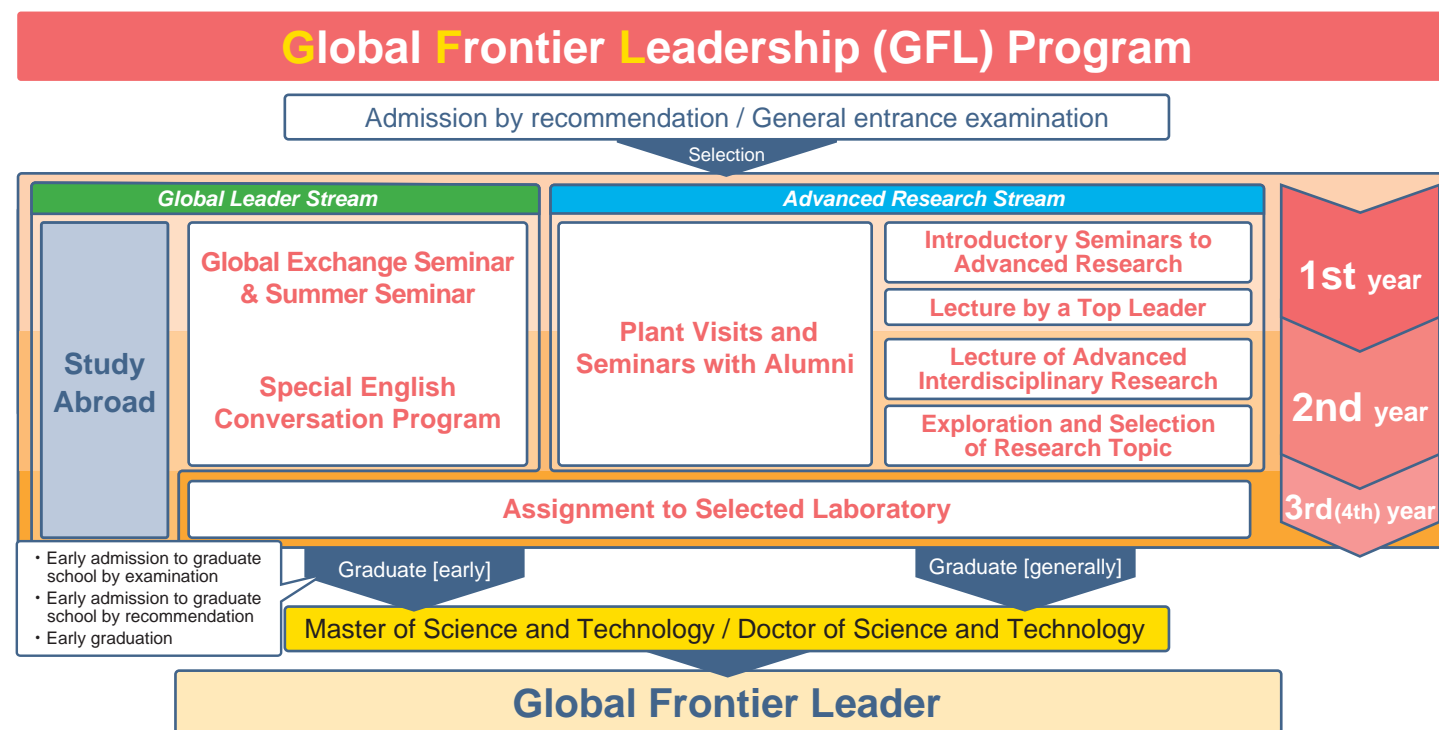 Global Frontier Leadership (GFL) Program
Admission by recommendation / General entrance examination
Selection
Global Leader Stream
Study
Abroad
Global Exchange Seminar
& Summer Seminar
Special English
Conversation Program
Advanced Research Stream
Plant Visits and
Seminars with Alumni
Introductory Seminars to
Advanced Research
Lecture by a Top Leader
Lecture of Advanced
Interdisciplinary Research
Exploration and Selection
of Research Topic
1st year
2nd year
3rd(4th) year
Assignment to Selected Laboratory
・Early admission to graduate
school by examination
・Early admission to graduate
school by recommendation
・Early graduation
Graduate [early]
Graduate [generally]
Master of Science and Technology / Doctor of Science and Technology
Global Frontier Leader